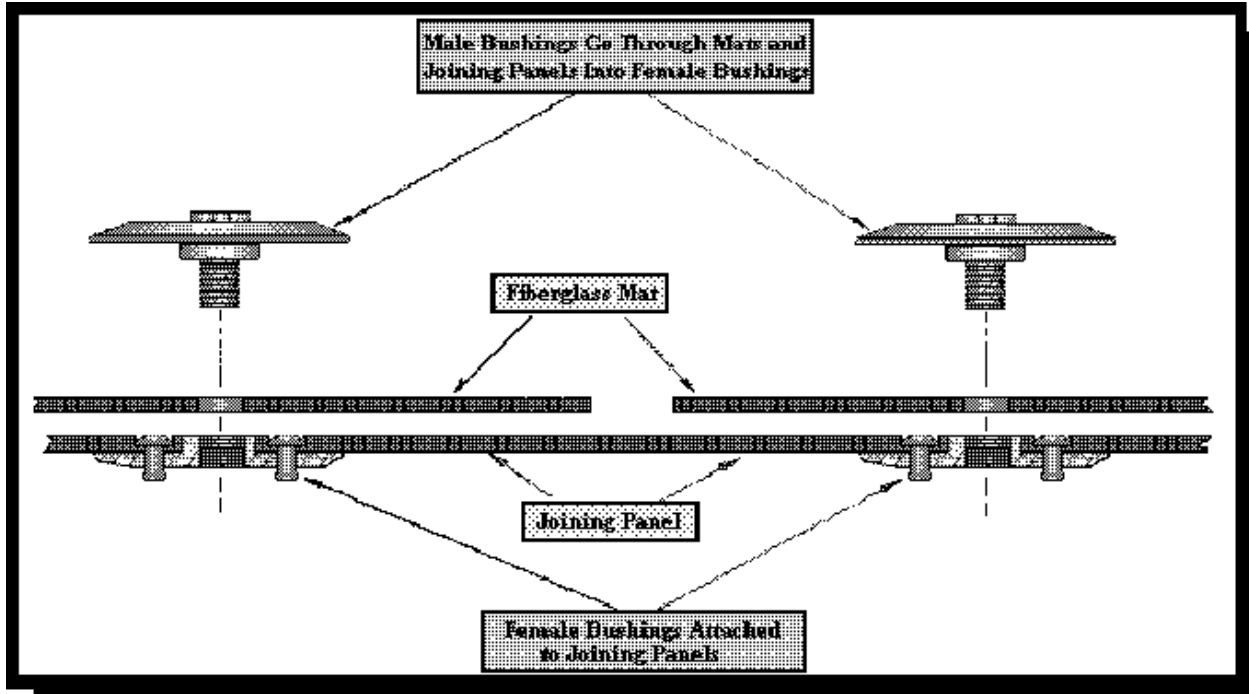 Male Bushings Go Through Mats and
Joining Panels Into Female Bushings
Fiberglass Mat
Joining Panel
Female Bushings Attached
to Joining Panels